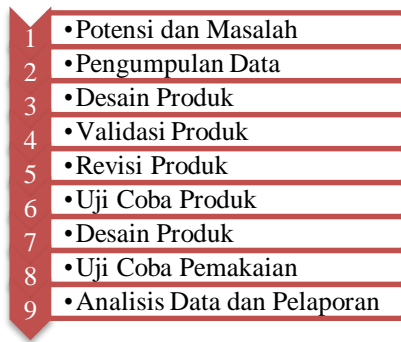 1 •Potensi dan Masalah
2 •Pengumpulan Data
3 •Desain Produk
4 •Validasi Produk
5 •Revisi Produk
6 •Uji Coba Produk
7 •Desain Produk
8 •Uji Coba Pemakaian
9 •Analisis Data dan Pelaporan